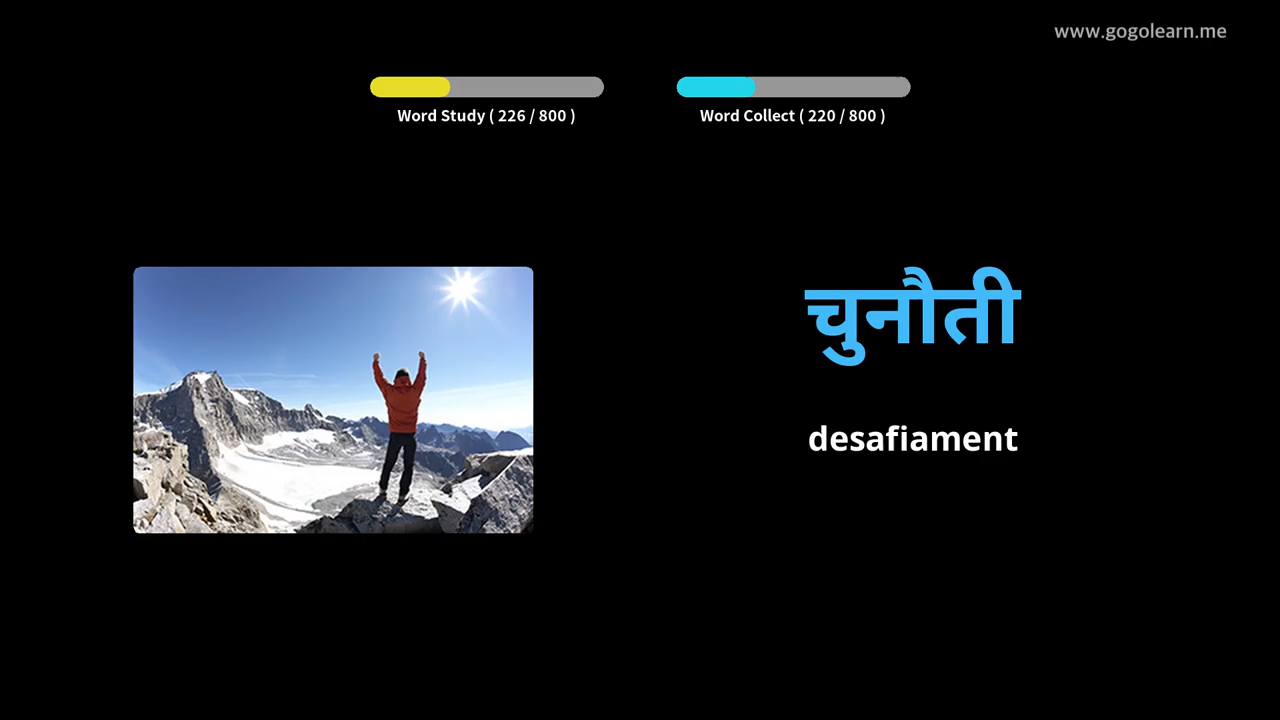 www.gogolearn.me
Word Study ( 226 / 800 )
Word Collect ( 220 / 800 )
चुनौती
desafiament